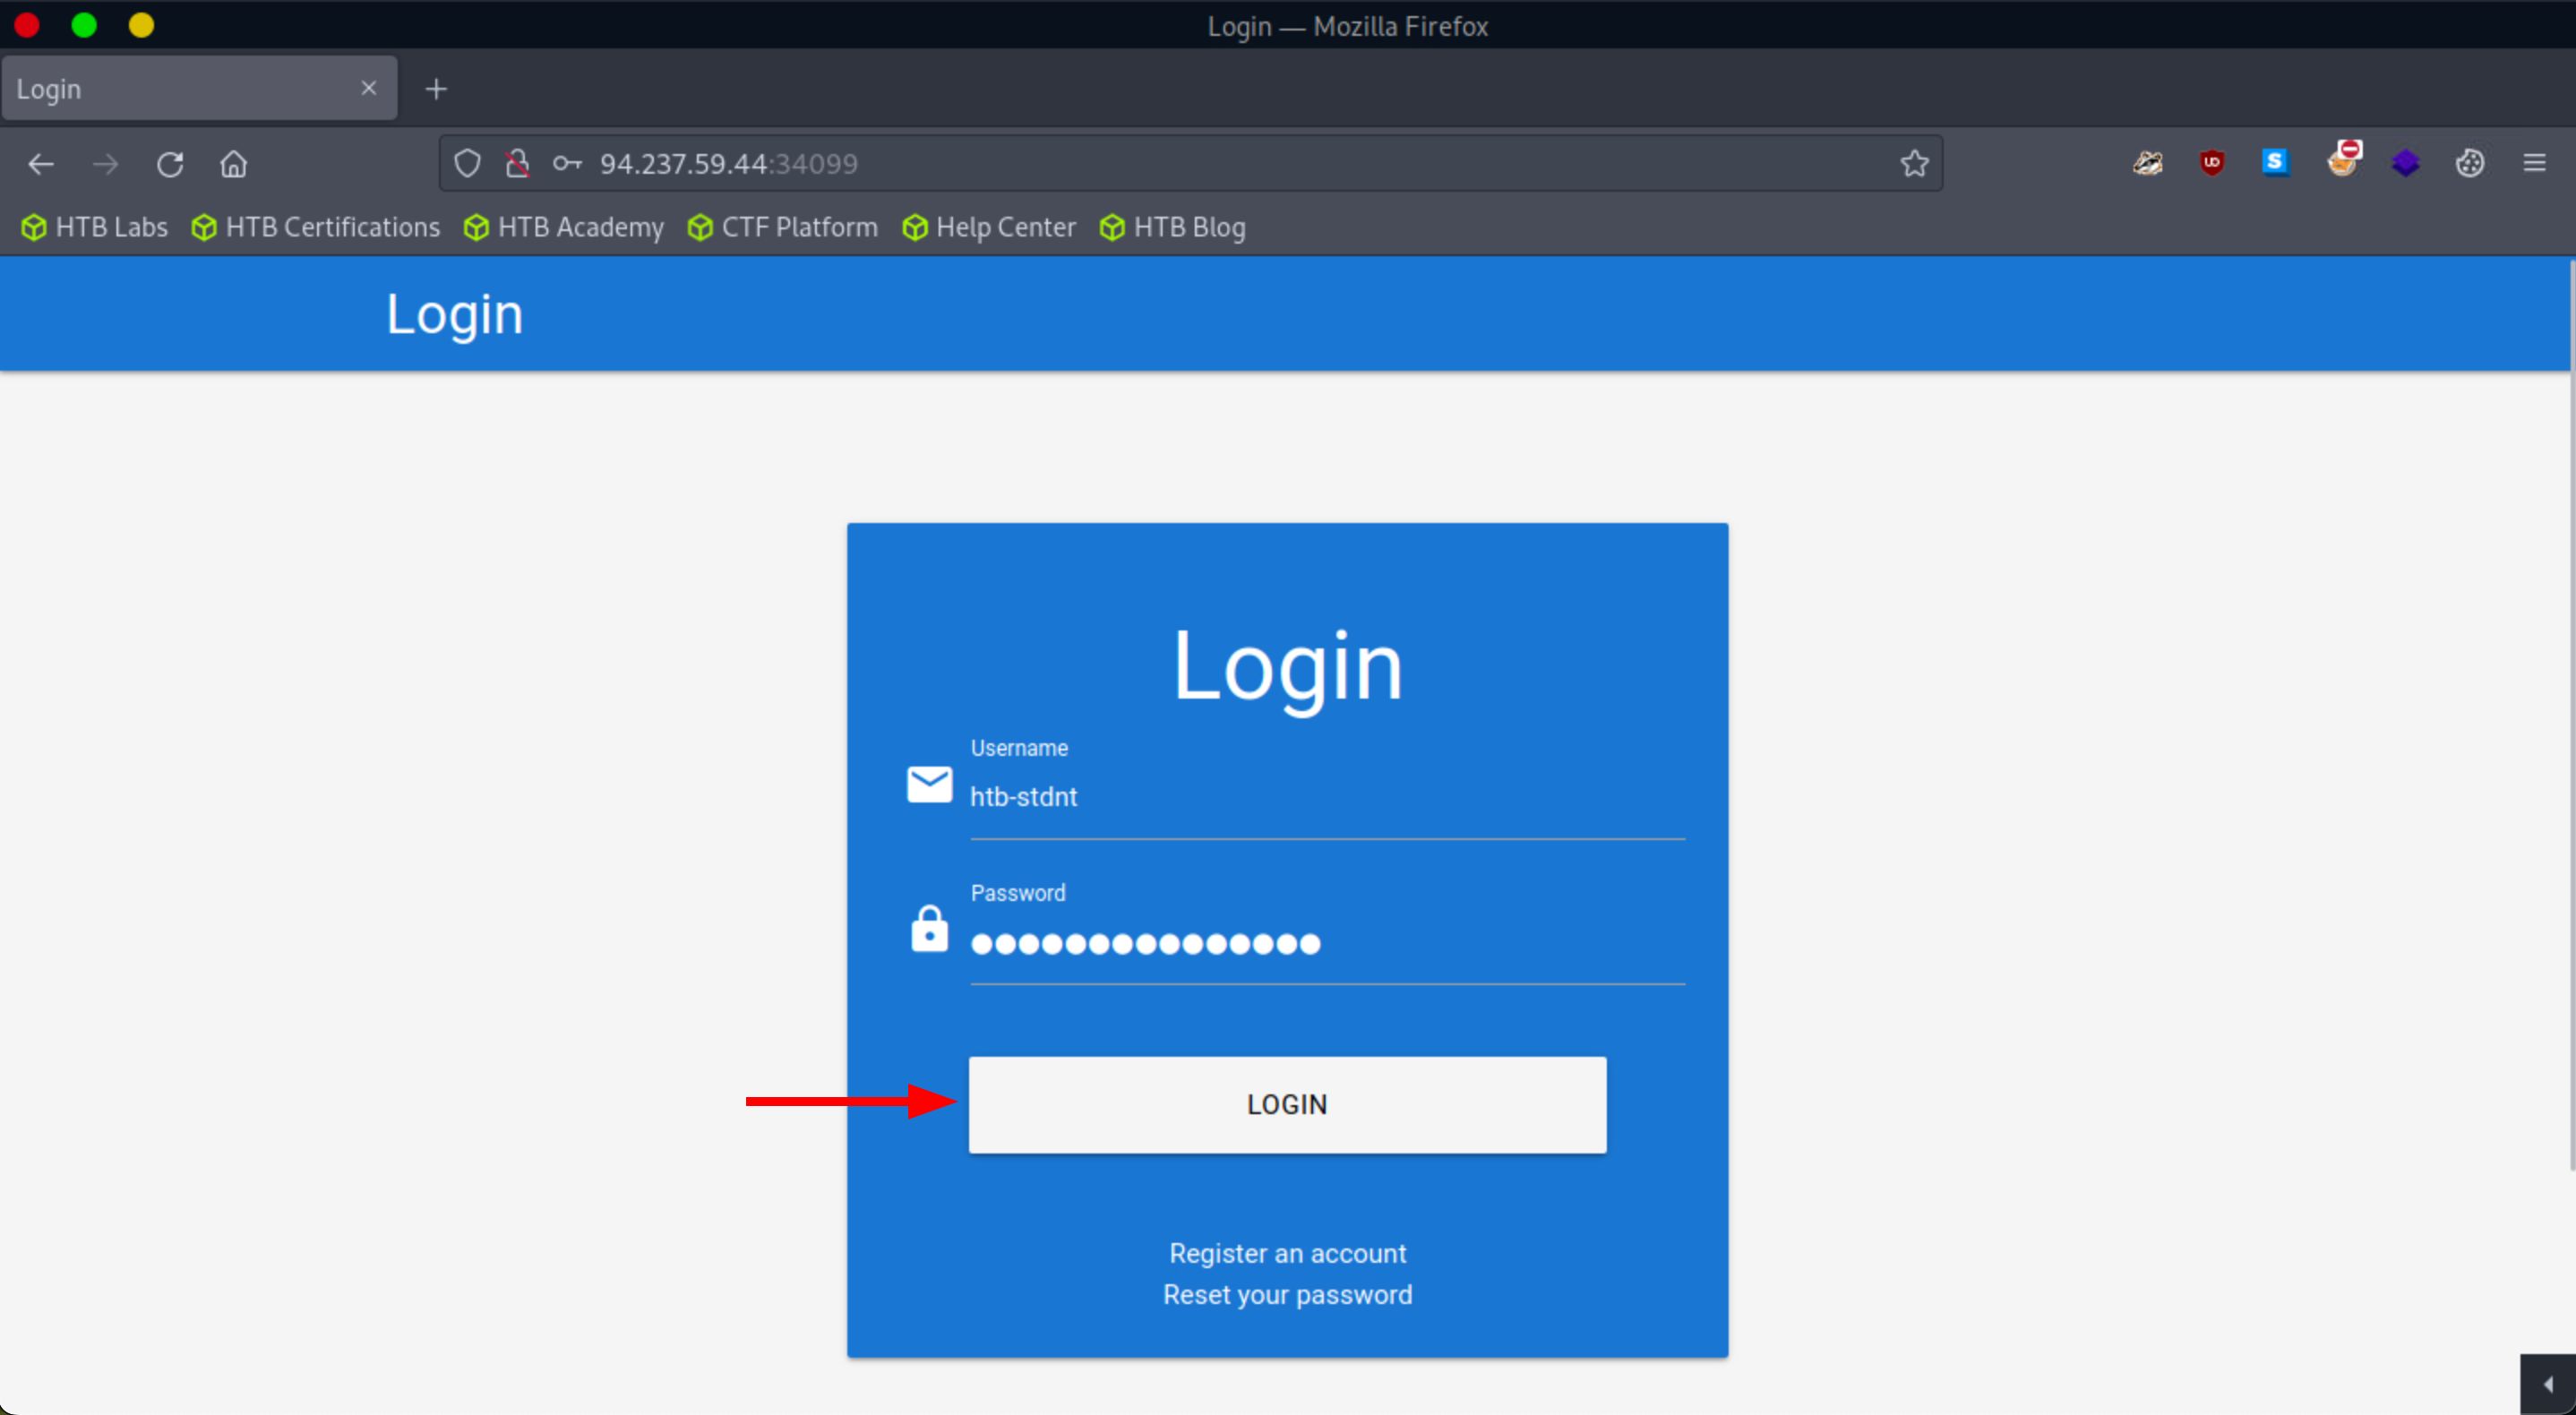 Login — Mozilla Firefox
Login
94.237.59.44:34099
HTB Labs HTB Certifications HTB Academy CTF Platform Help Center HTB Blog
Login
Login
Username
htb-stdnt
Password
LOGIN
Register an account
Reset your password